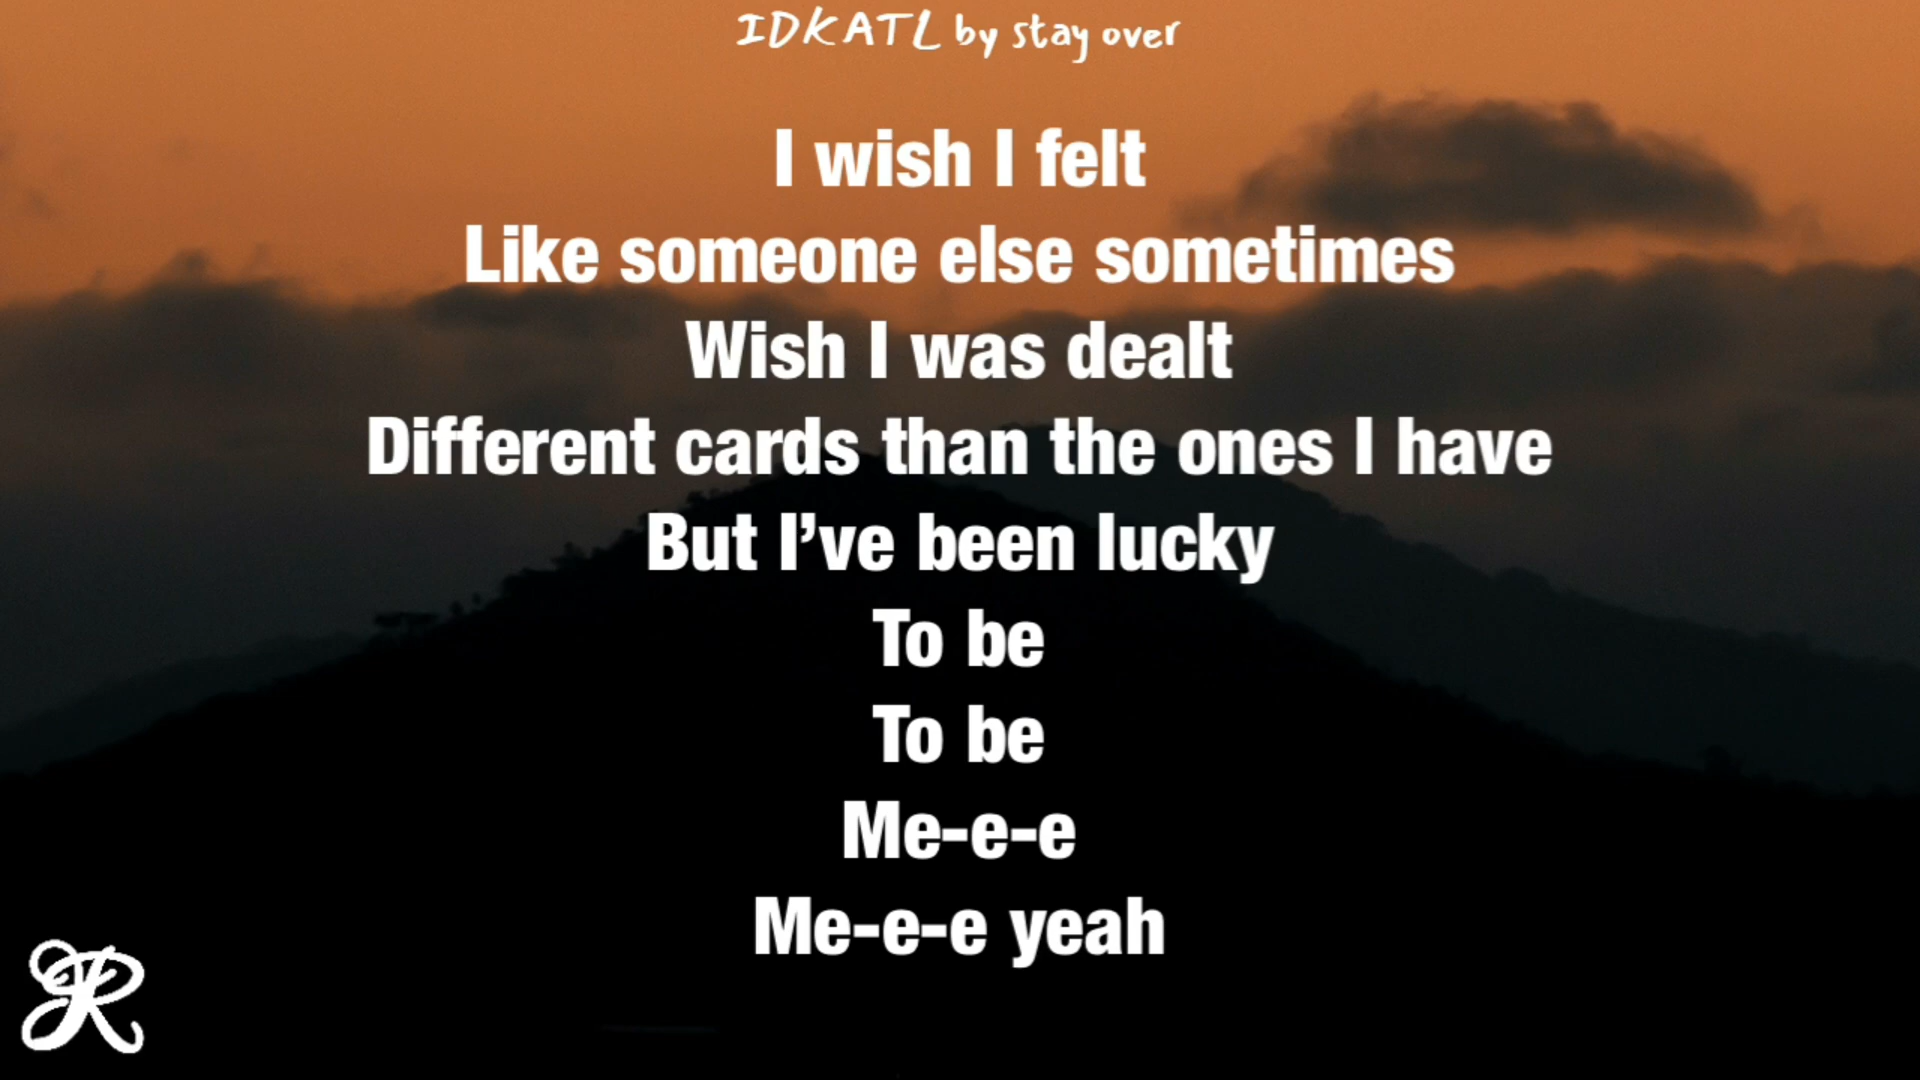 IDKATL by stay over
I wish I felt
Like someone else sometimes
Wish I was dealt
Different cards than the ones I have
But I’ve been lucky
To be
To be
Me-e-e
Me-e-e yeah
R